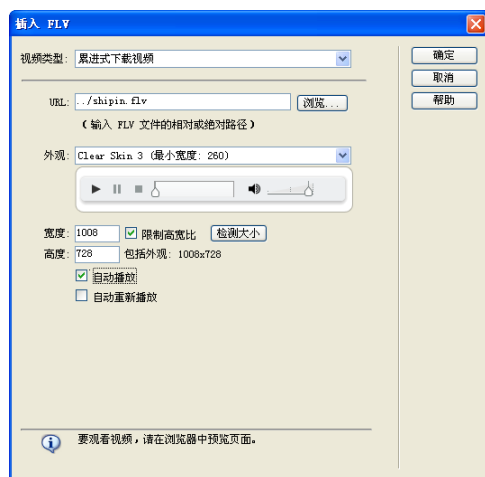 插入 FLV
视频类型: 累进式下载视频
确定
取消
URL: ../shipin.flv 浏览...
帮助
（输入 FLV 文件的相对或绝对路径）
外观: Clear Skin 3 (最小宽度: 260)
宽度: 1008 限制高宽比 检测大小
高度: 728 包括外观: 1008x728
自动播放
自动重新播放
要观看视频，请在浏览器中预览页面。